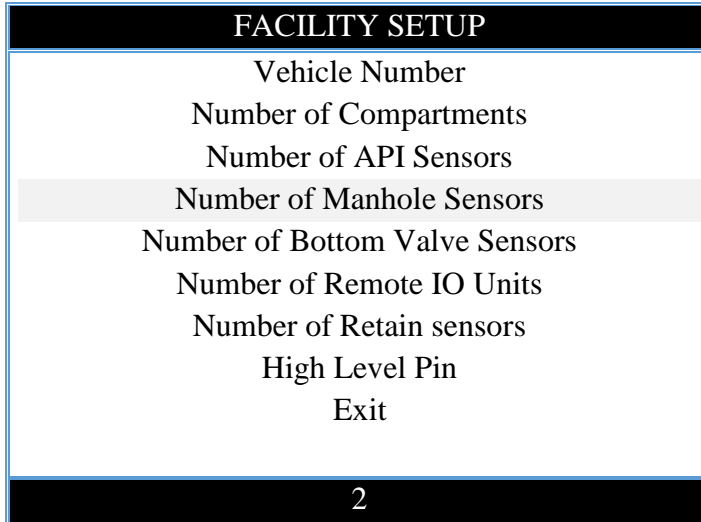 FACILITY SETUP
Vehicle Number
Number of Compartments
Number of API Sensors
Number of Manhole Sensors
Number of Bottom Valve Sensors
Number of Remote IO Units
Number of Retain sensors
High Level Pin
Exit
2